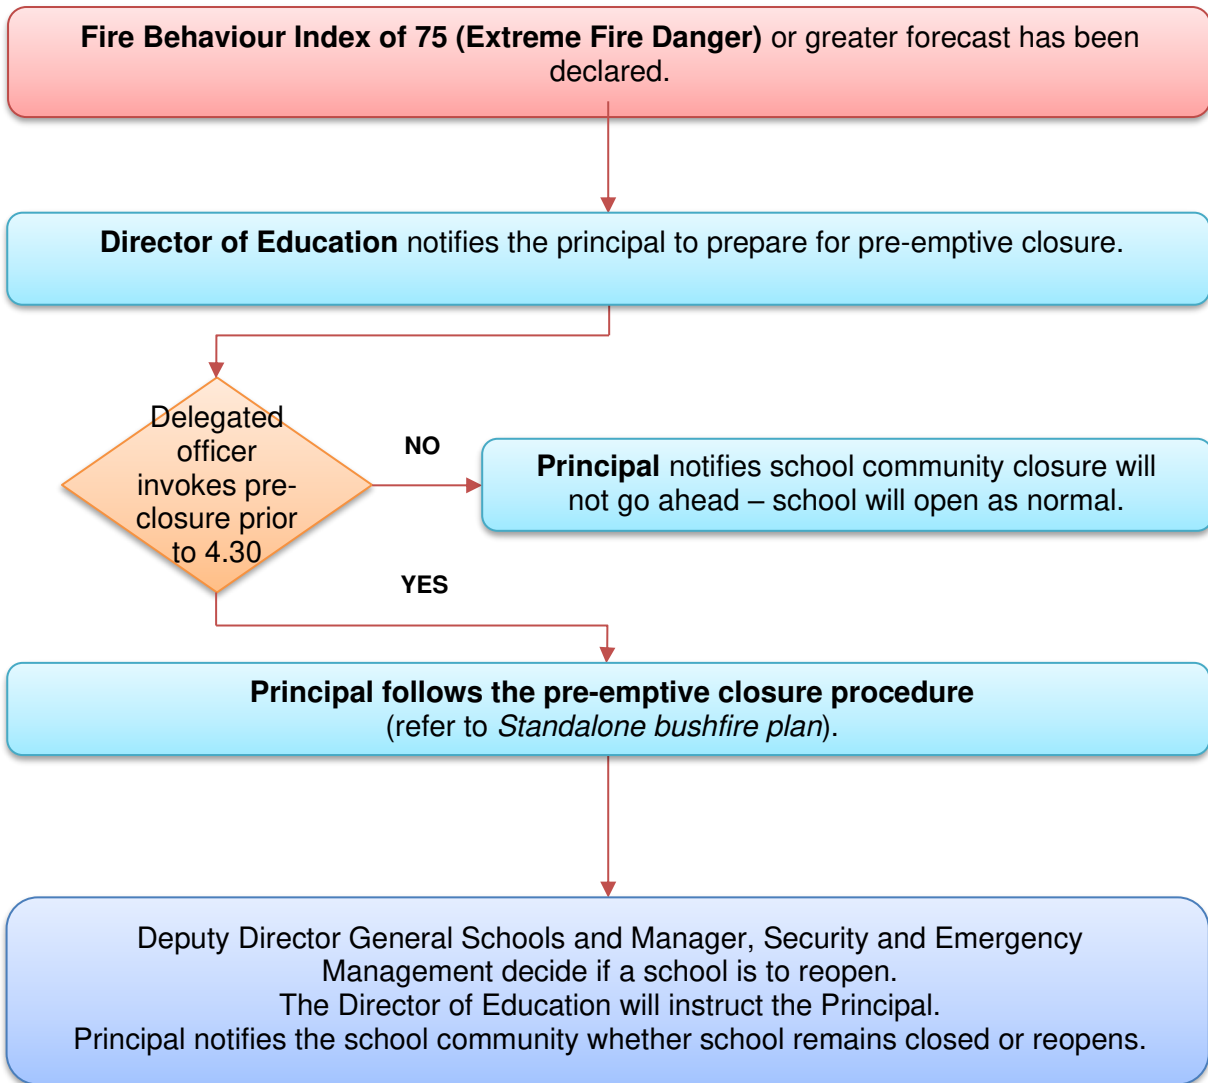 Fire Behaviour Index of 75 (Extreme Fire Danger) or greater forecast has been
declared.
Director of Education notifies the principal to prepare for pre-emptive closure.
Delegated
officer
invokes pre-
closure prior
to 4.30
NO
Principal notifies school community closure will
not go ahead – school will open as normal.
YES
Principal follows the pre-emptive closure procedure
(refer to Standalone bushfire plan).
Deputy Director General Schools and Manager, Security and Emergency
Management decide if a school is to reopen.
The Director of Education will instruct the Principal.
Principal notifies the school community whether school remains closed or reopens.